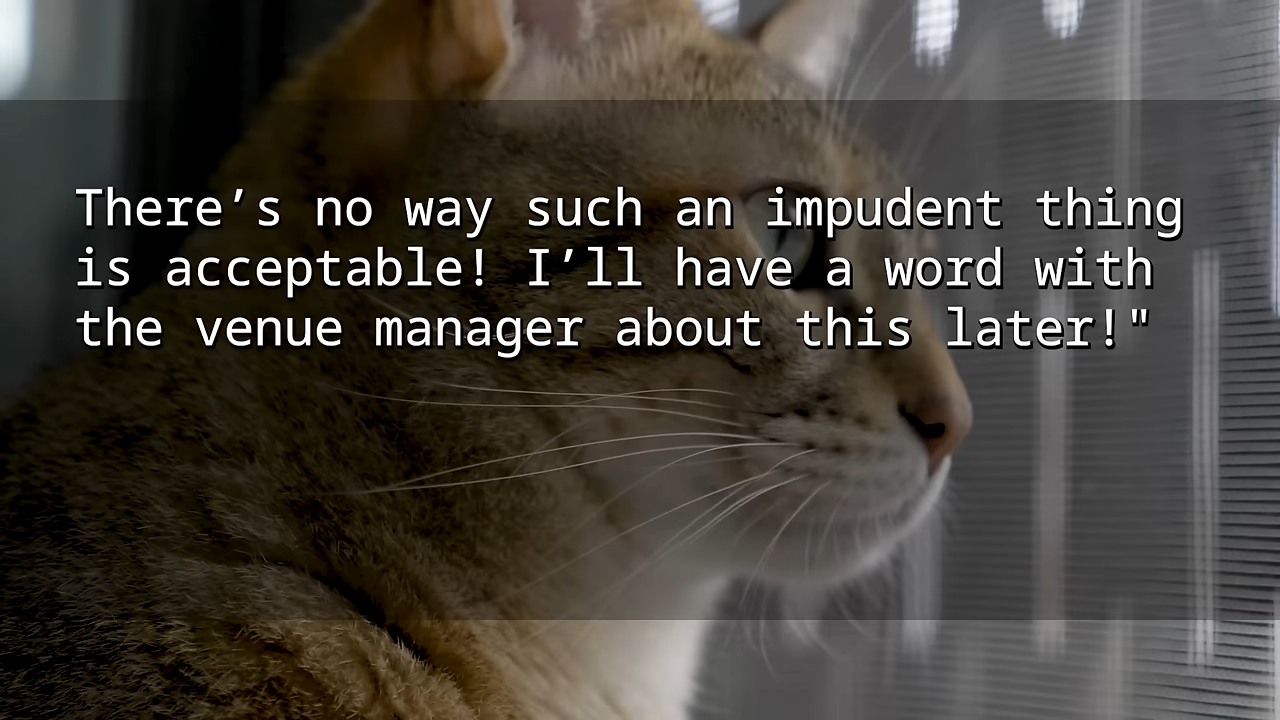 There’s no way such an impudent thing
is acceptable! I’ll have a word with
the venue manager about this later!"